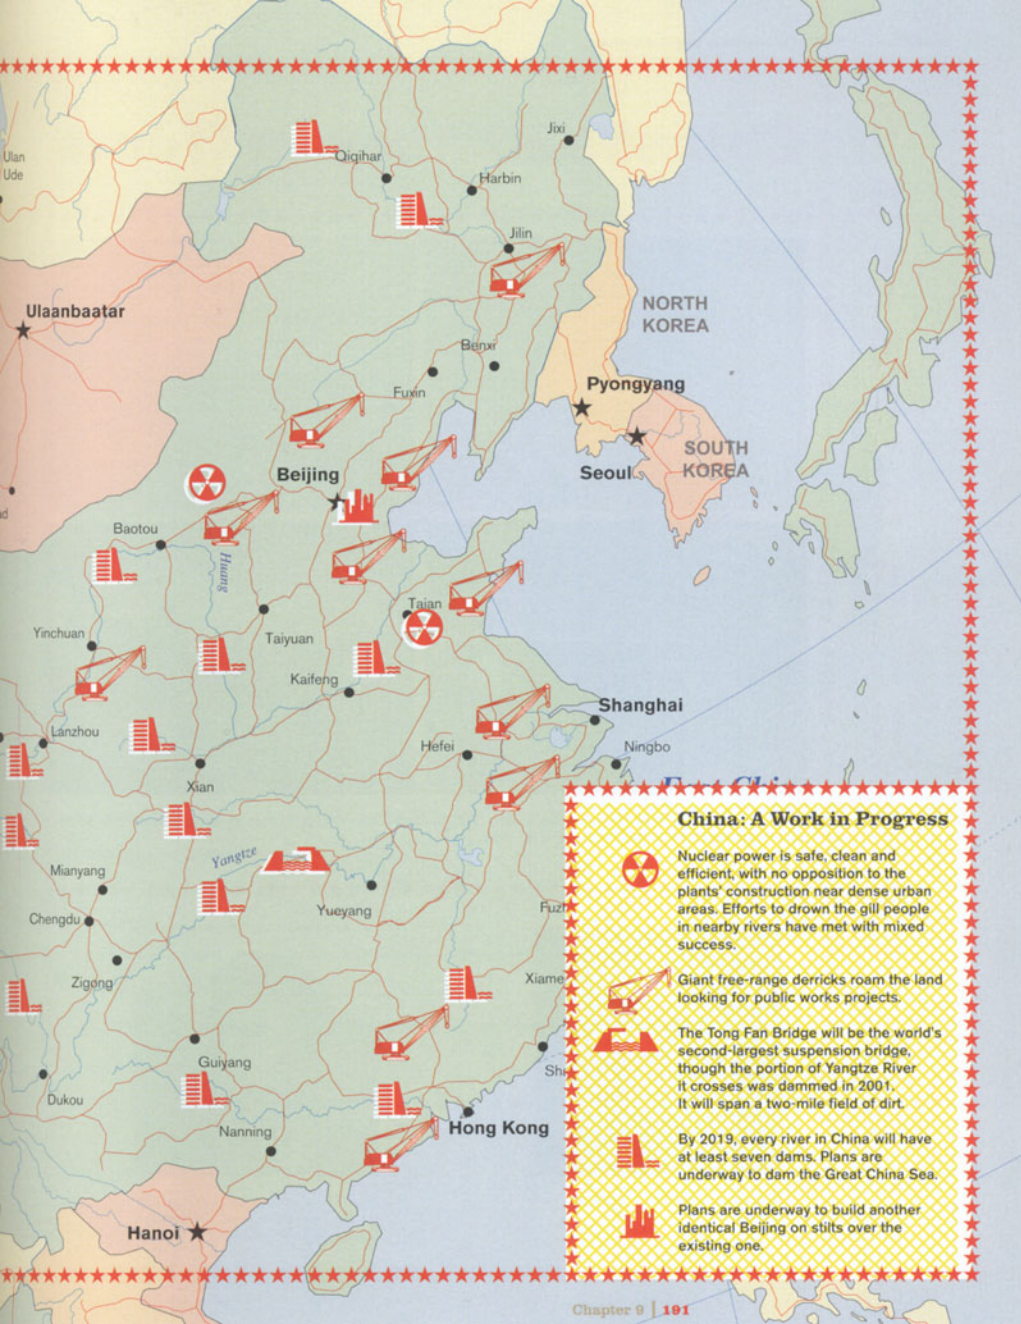 Jixi
Ulan
Ude
Qiqihar
Harbin
Jilin
NORTH
KOREA
Ulaanbaatar
Benxi
Pyongyang
Fuxin
SOUTH
KOREA
Beijing
Seoul
Baotou
Huang
Taian
Yinchuan
Taiyuan
Kaifeng
Shanghai
Lanzhou
Hefei
Ningbo
Xian
China: A Work in Progress
Nuclear power is safe, clean and
efficient, with no opposition to the
plants' construction near dense urban
areas. Efforts to drown the gill people
in nearby rivers have met with mixed
success.
Giant free-range derricks roam the land
looking for public works projects.
The Tong Fan Bridge will be the world's
second-largest suspension bridge,
though the portion of Yangtze River
it crosses was dammed in 2001.
It will span a two-mile field of dirt.
By 2019, every river in China will have
at least seven dams. Plans are
underway to dam the Great China Sea.
Plans are underway to build another
identical Beijing on stilts over the
existing one.
Yangtze
Mianyang
Yueyang
Chengdu
Zigong
Xiame
Guiyang
Dukou
Nanning
Hong Kong
Hanoi
Chapter 9 | 191